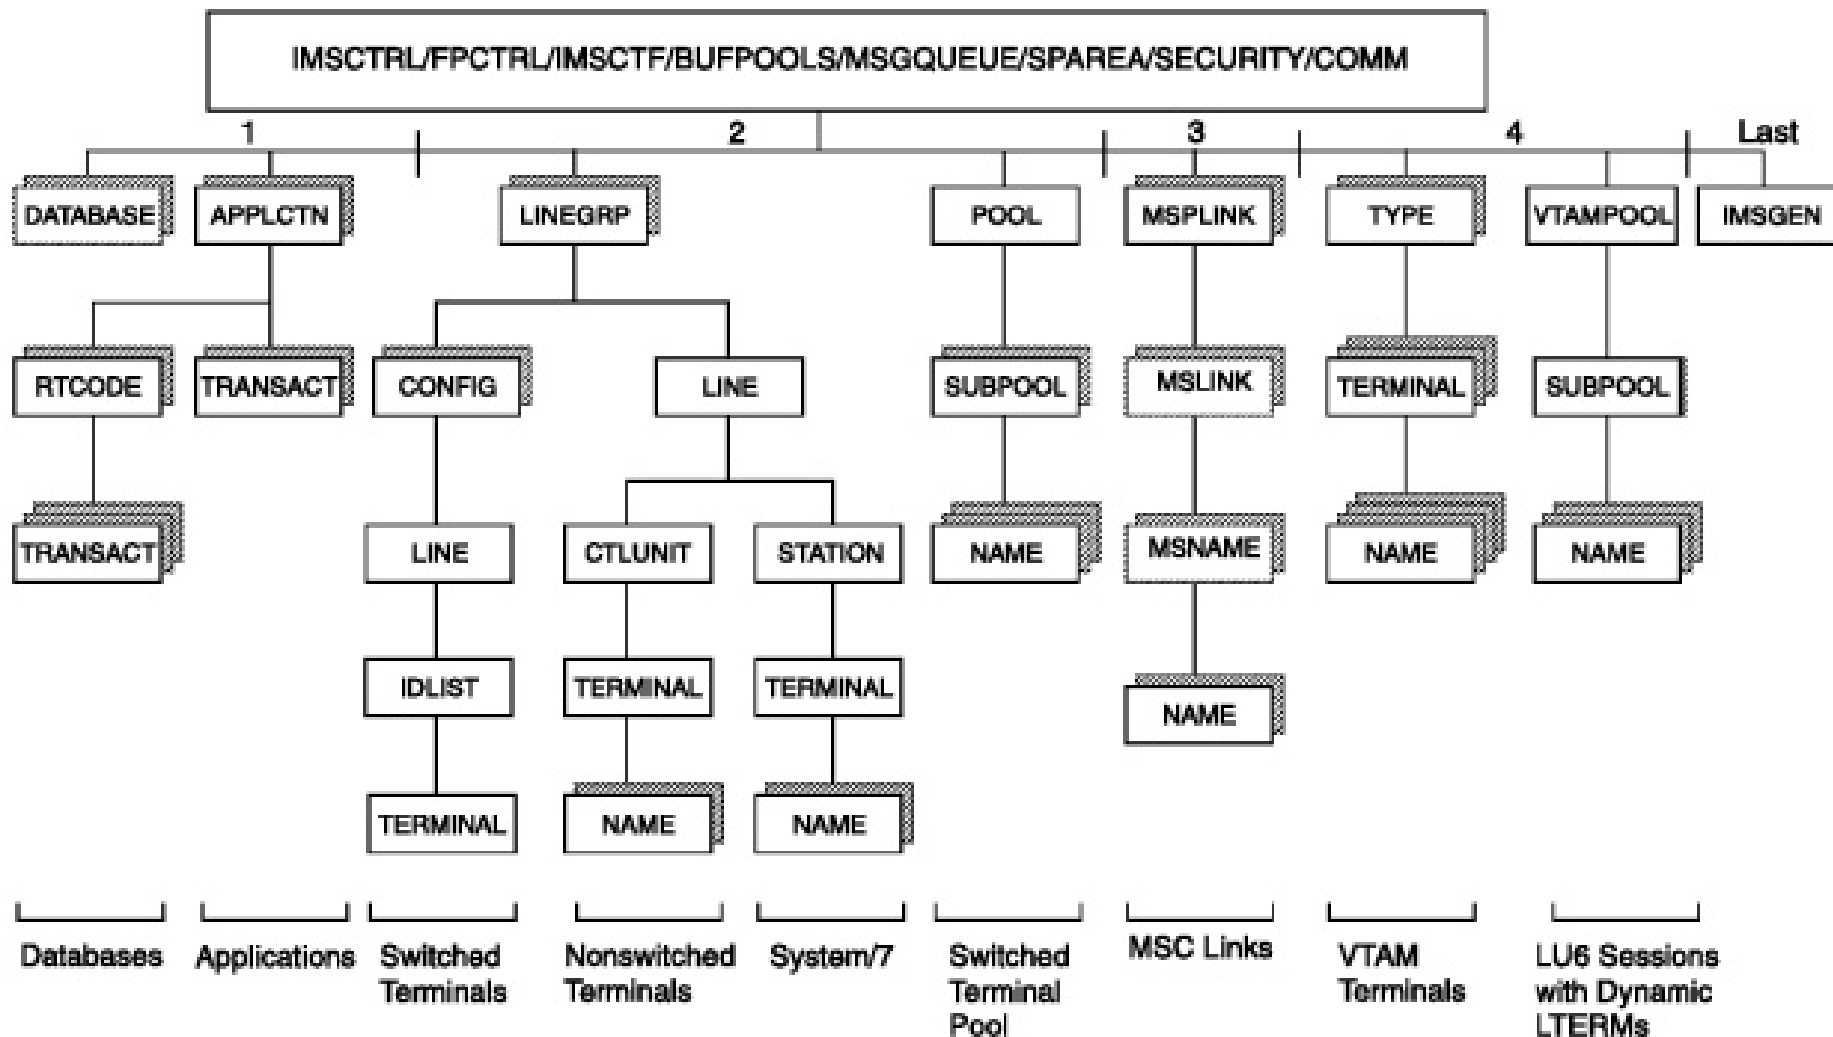 IMSCTRL/FPCTRL/IMSCTF/BUFPOOLS/MSGQUEUE/SPAREA/SECURITY/COMM
1 2 3 4 Last
DATABASE APPLCTN LINEGRP POOL MSPLINK TYPE VTAMPOOL IMSGEN
RTCODE TRANSACT CONFIG LINE SUBPOOL MSLINK TERMINAL SUBPOOL
TRANSACT LINE CTLUNIT STATION NAME MSNAME NAME NAME
IDLIST TERMINAL TERMINAL NAME
TERMINAL NAME NAME
Databases
Applications
Switched
Terminals
Nonswitched
Terminals
System/7
Switched
Terminal
Pool
MSC Links
VTAM
Terminals
LU6 Sessions
with Dynamic
LTERMs